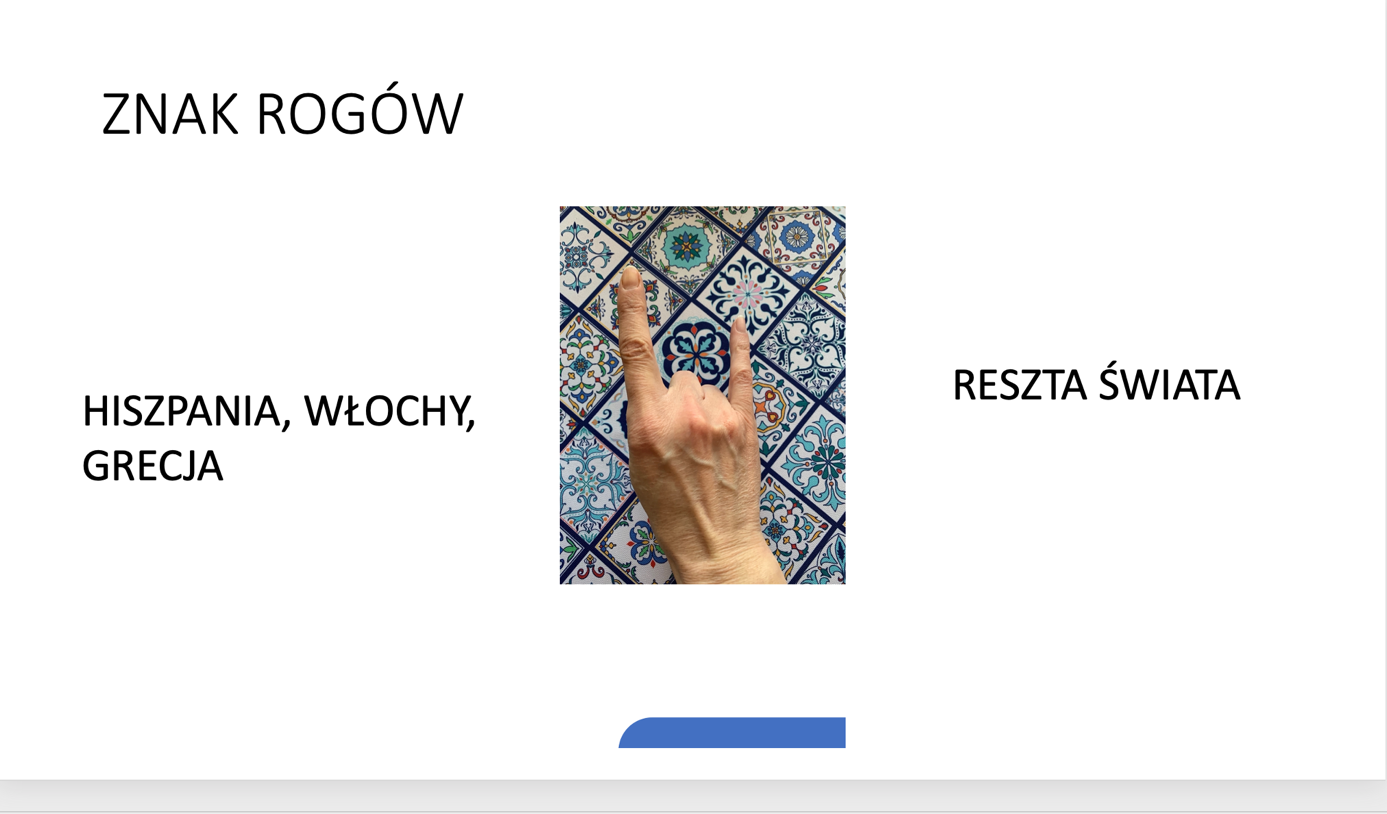 ZNAK ROGÓW
HISZPANIA, WŁOCHY,
GRECJA
RESZTA ŚWIATA